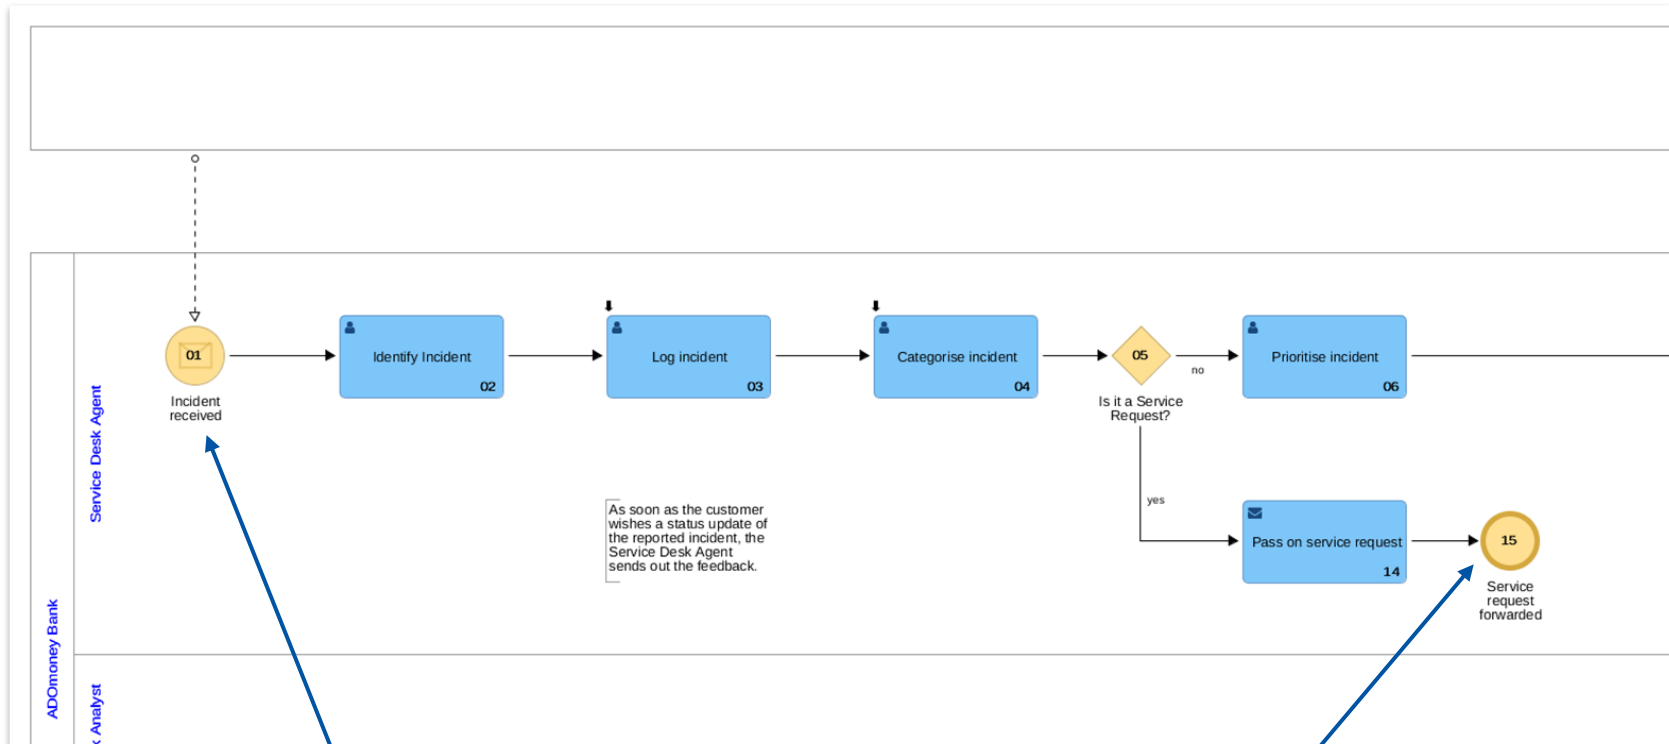 ADOmoney Bank
Service Desk Agent
01
Incident
received
Identify Incident
02
Log incident
03
Categorise incident
04
05
Is it a Service
Request?
no
yes
Prioritise incident
06
As soon as the customer
wishes a status update of
the reported incident, the
Service Desk Agent
sends out the feedback.
Pass on service request
14
15
Service
request
forwarded
Analyst